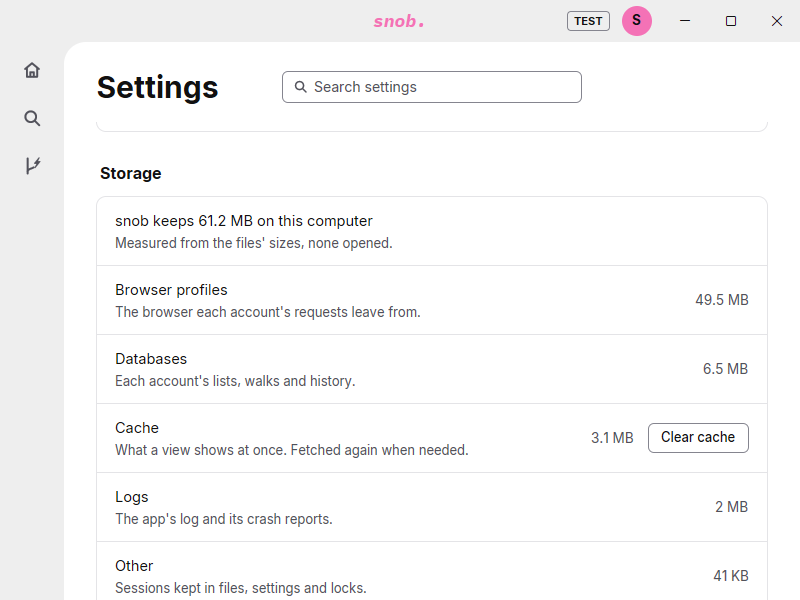 snob.
TEST
S
Settings
Search settings
Storage
snob keeps 61.2 MB on this computer
Measured from the files' sizes, none opened.
Browser profiles
The browser each account's requests leave from.
49.5 MB
Databases
Each account's lists, walks and history.
6.5 MB
Cache
What a view shows at once. Fetched again when needed.
3.1 MB
Clear cache
Logs
The app's log and its crash reports.
2 MB
Other
Sessions kept in files, settings and locks.
41 KB